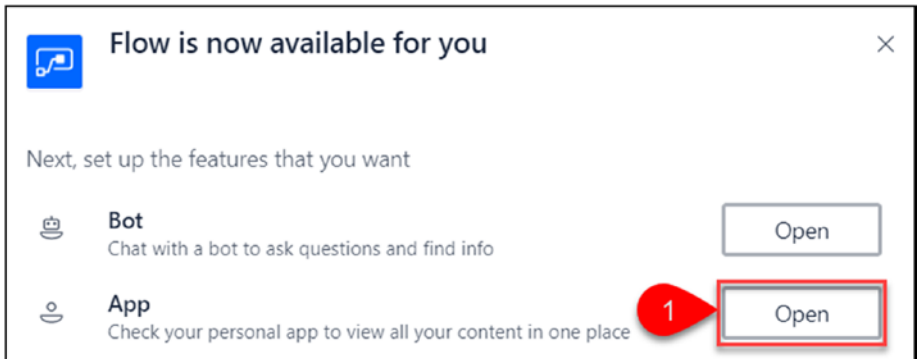 Flow is now available for you
Next, set up the features that you want
Bot
Chat with a bot to ask questions and find info
Open
App
Check your personal app to view all your content in one place
1
Open